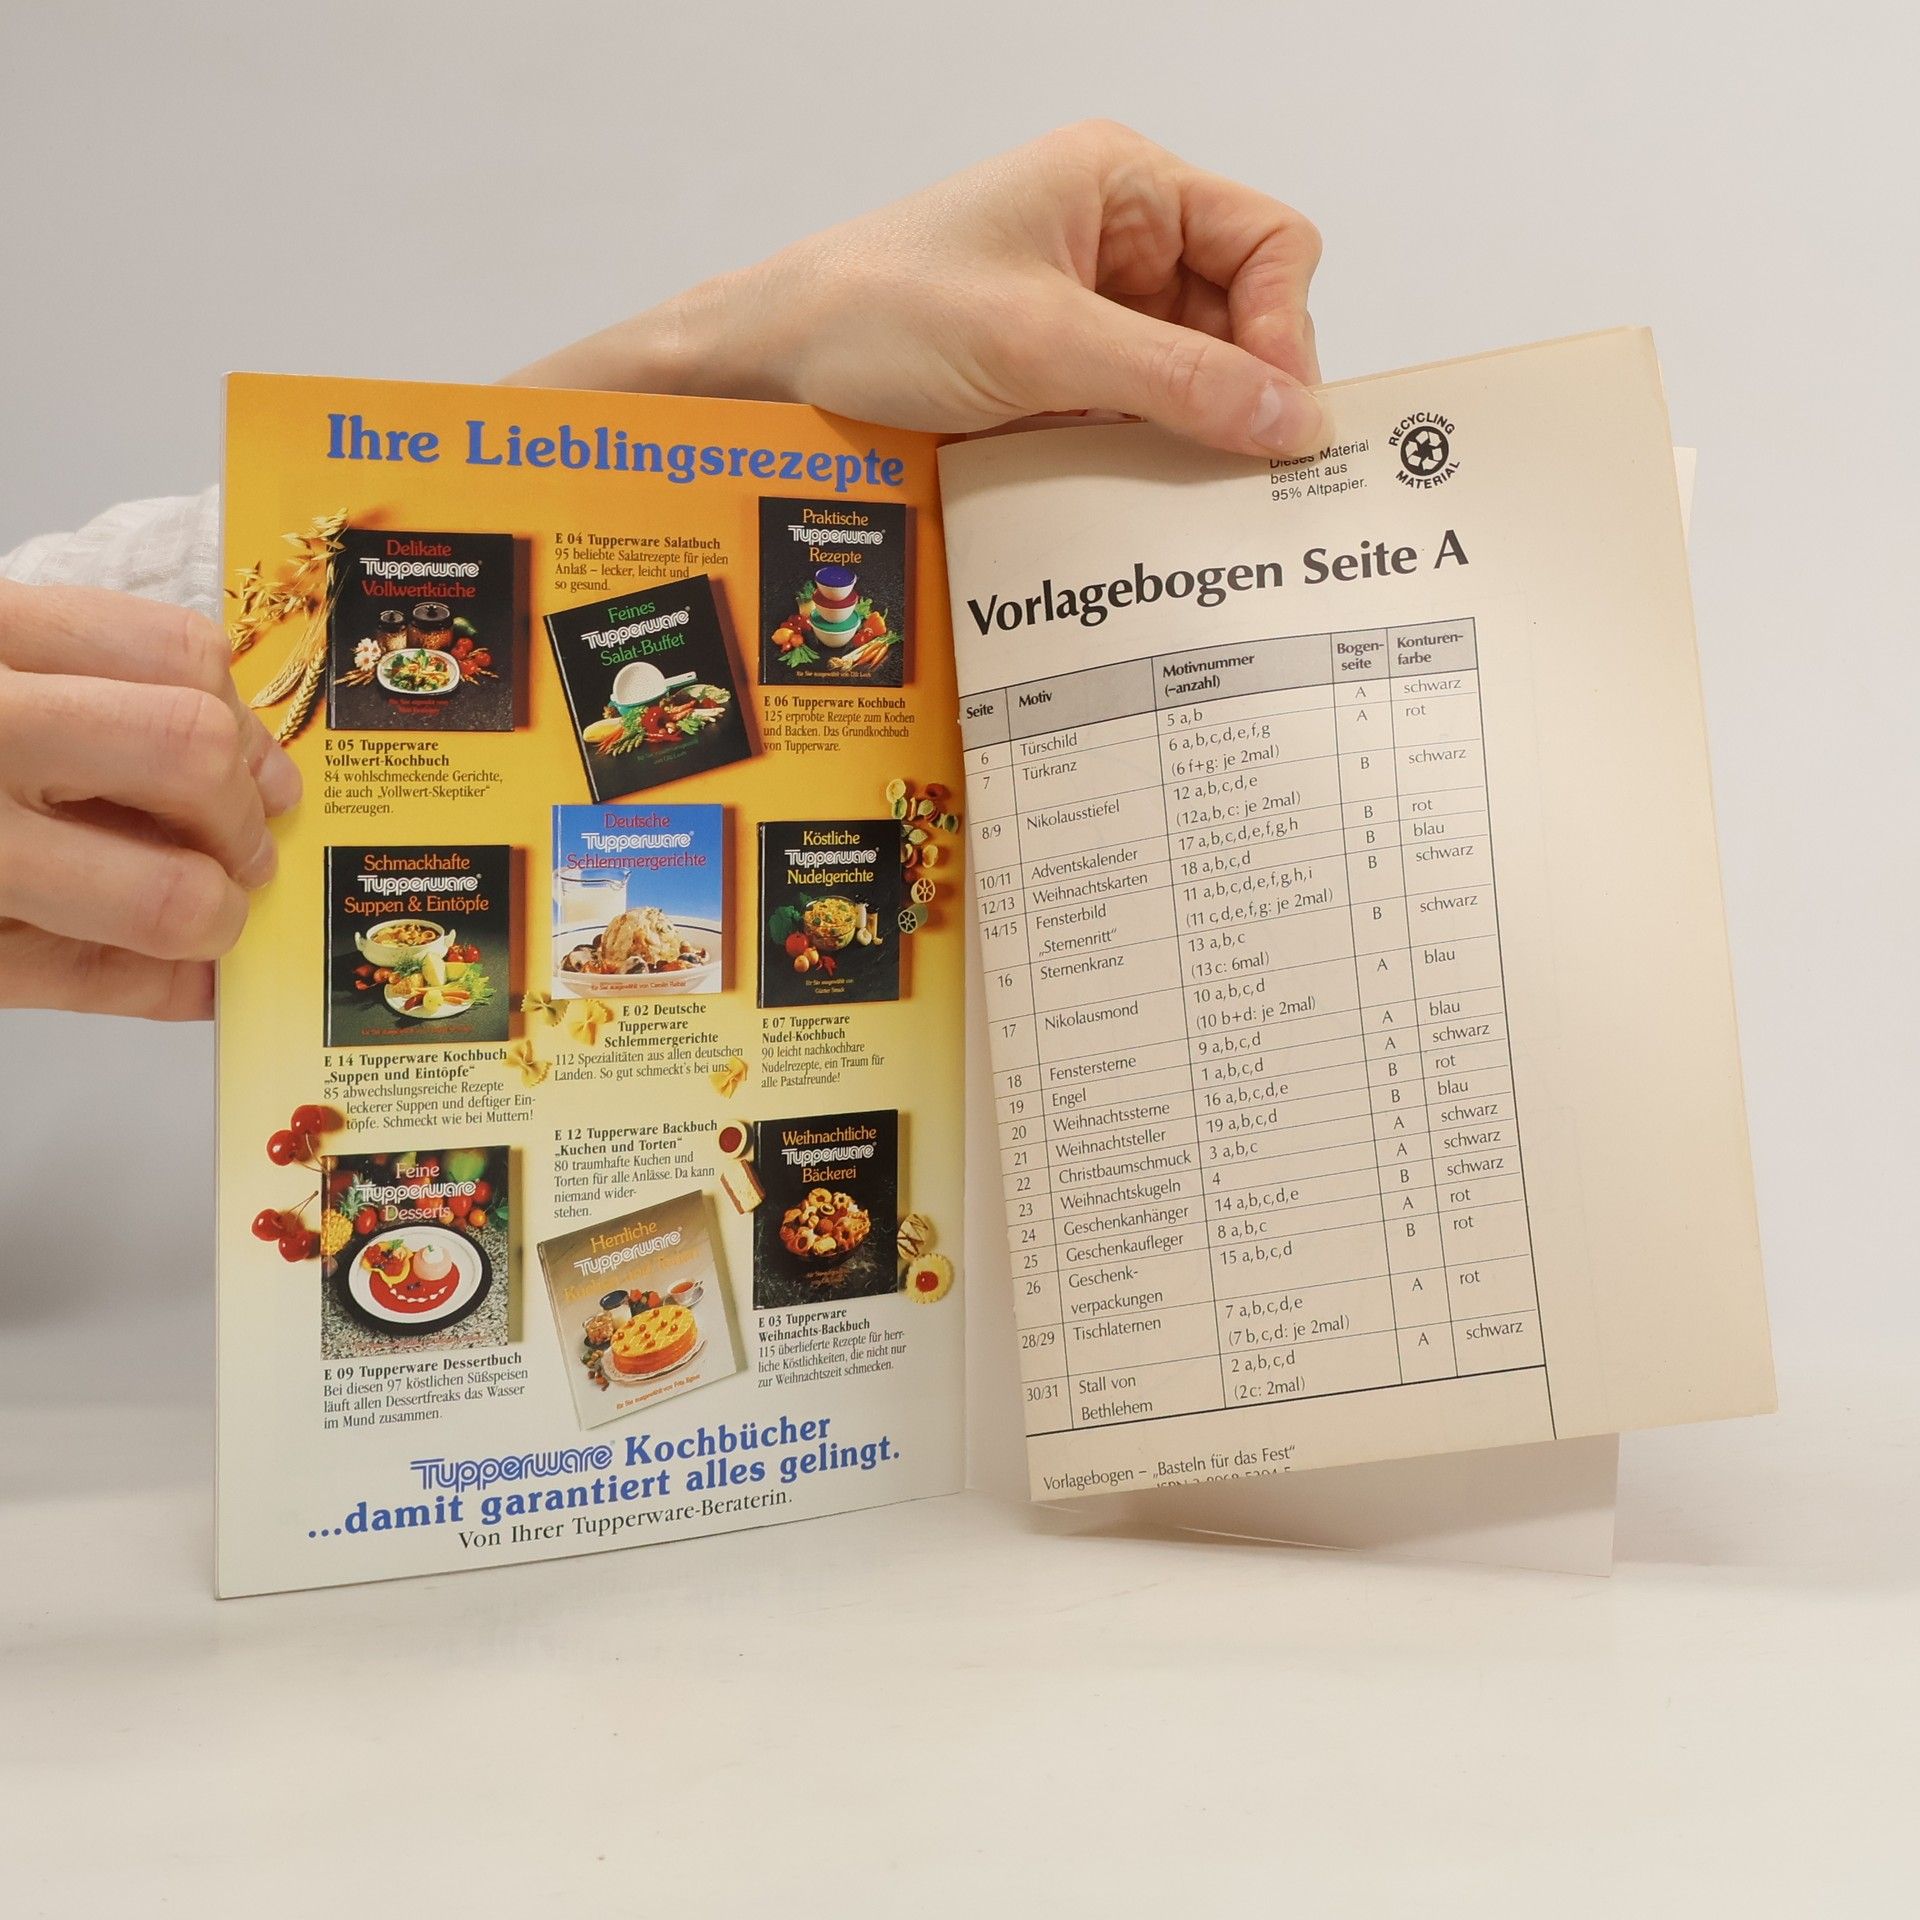 Ihre Lieblingsrezepte
Delikate
Tupperware®
Vollwertküche
E 05 Tupperware
Vollwert-Kochbuch
84 wohlschmeckende Gerichte,
die auch „Vollwert-Skeptiker“
überzeugen.
E 04 Tupperware Salatbuch
95 beliebte Salatrezepte für jeden
Anlaß – lecker, leicht und
so gesund.
Feines
Tupperware®
Salat-Buffet
Praktische
Tupperware®
Rezepte
E 06 Tupperware Kochbuch
125 erprobte Rezepte zum Kochen
und Backen. Das Grundkochbuch
von Tupperware.
Schmackhafte
Tupperware®
Suppen & Eintöpfe
E 14 Tupperware Kochbuch
„Suppen und Eintöpfe“
85 abwechslungsreiche Rezepte
leckerer Suppen und deftiger Ein-
töpfe. Schmeckt wie bei Muttern!
Deutsche
Tupperware®
Schlemmergerichte
E 02 Deutsche
Tupperware
Schlemmergerichte
112 Spezialitäten aus allen deutschen
Landen. So gut schmeckt's bei uns.
Köstliche
Tupperware®
Nudelgerichte
E 07 Tupperware
Nudel-Kochbuch
90 leicht nachkochbare
Nudelrezepte, ein Traum für
alle Pastafreunde!
Feine
Tupperware®
Desserts
E 09 Tupperware Dessertbuch
Bei diesen 97 köstlichen Süßspeisen
läuft allen Dessertfreaks das Wasser
im Mund zusammen.
E 12 Tupperware Backbuch
„Kuchen und Torten“
80 traumhafte Kuchen und
Torten für alle Anlässe. Da kann
niemand wider-
stehen.
Herrliche
Tupperware®
Weihnachtliche
Tupperware®
Bäckerei
E 03 Tupperware
Weihnachts-Backbuch
115 überlieferte Rezepte für herr-
liche Köstlichkeiten, die nicht nur
zur Weihnachtszeit schmecken.
Tupperware® Kochbücher
...damit garantiert alles gelingt.
Von Ihrer Tupperware-Beraterin.
Dieses Material
besteht aus
95% Altpapier.
RECYCLING
MATERIAL
Vorlagebogen Seite A
Seite Motiv Motivnummer (–anzahl) Bogen-seite Konturen-farbe
6 Türschild 5 a,b A schwarz
7 Türkranz 6 a,b,c,d,e,f,g A rot
(6 f+g: je 2mal)
8/9 Nikolausstiefel 12 a,b,c,d,e B schwarz
(12a,b,c: je 2mal)
10/11 Adventskalender 17 a,b,c,d,e,f,g,h B rot
12/13 Weihnachtskarten 18 a,b,c,d B blau
14/15 Fensterbild 11 a,b,c,d,e,f,g,h,i B schwarz
„Sternenritt“ (11 c,d,e,f,g: je 2mal)
16 Sternenkranz 13 a,b,c B schwarz
(13c: 6mal)
17 Nikolausmond 10 a,b,c,d A blau
(10 b+d: je 2mal)
18 Fenstersterne 9 a,b,c,d A blau
19 Engel 1 a,b,c,d A schwarz
20 Weihnachtssterne 16 a,b,c,d,e B rot
21 Weihnachtsteller 19 a,b,c,d B blau
22 Christbaumschmuck 3 a,b,c A schwarz
23 Weihnachtskugeln 4 A schwarz
24 Geschenkanhänger 14 a,b,c,d,e B schwarz
25 Geschenkaufleger 8 a,b,c A rot
26 Geschenk- 15 a,b,c,d B rot
verpackungen
28/29 Tischlaternen 7 a,b,c,d,e A rot
(7 b,c,d: je 2mal)
30/31 Stall von 2 a,b,c,d A schwarz
Bethlehem (2c: 2mal)
Vorlagebogen – „Basteln für das Fest“